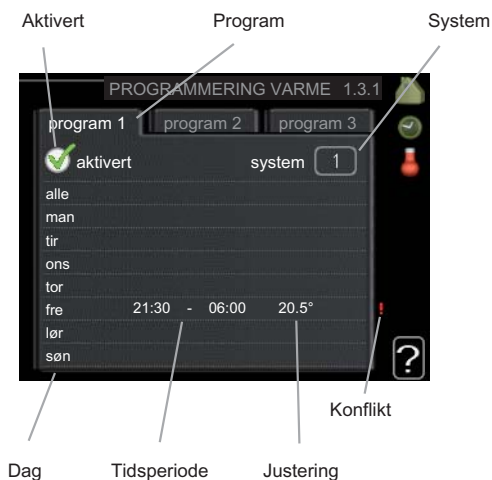 Aktivert Program System
PROGRAMMERING VARME 1.3.1
program 1 program 2 program 3
aktivert system 1
alle
man
tir
ons
tor
fre 21:30 - 06:00 20.5° !
lør
søn
?
Konflikt
Dag Tidsperiode Justering